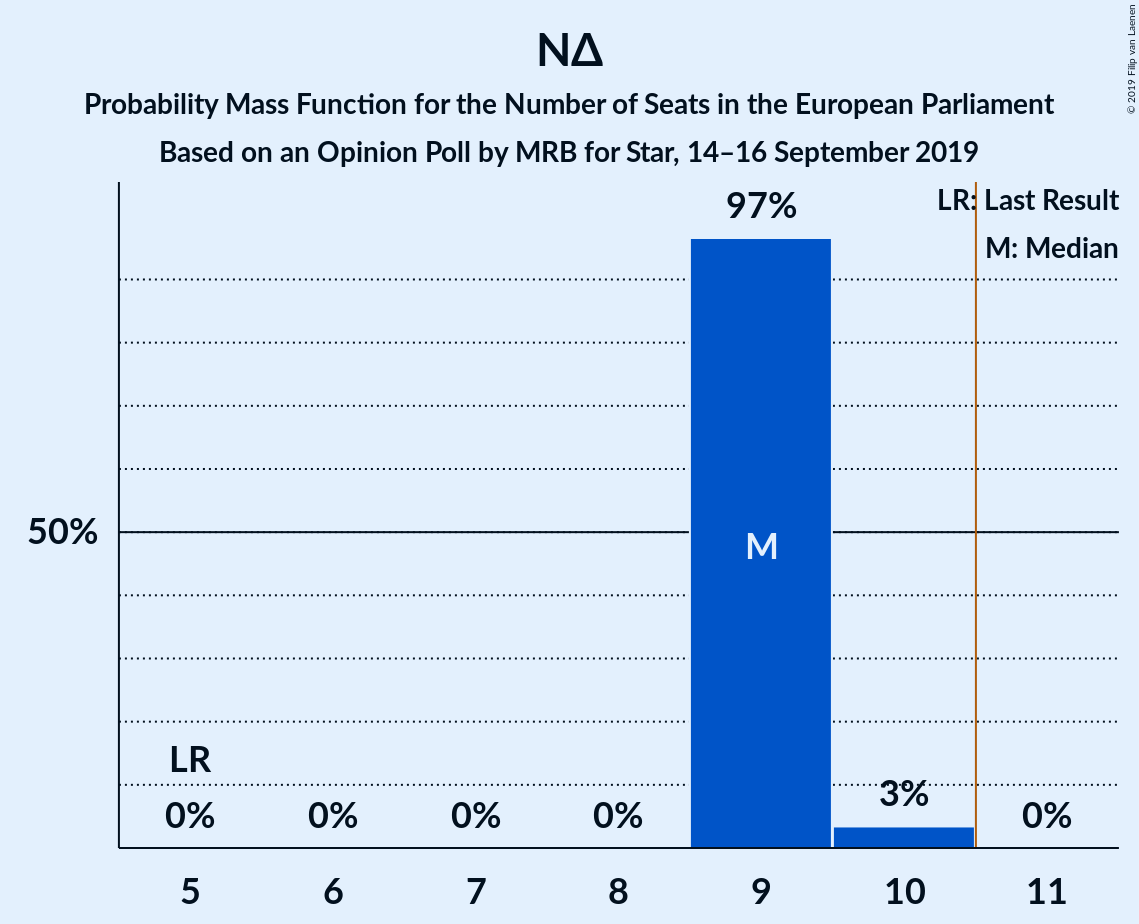 ΝΔ
Probability Mass Function for the Number of Seats in the European Parliament
Based on an Opinion Poll by MRB for Star, 14–16 September 2019
© 2019 Filip van Laenen
LR: Last Result
M: Median
97%
50%
M
LR
0%
0%
0%
0%
3%
0%
5
6
7
8
9
10
11